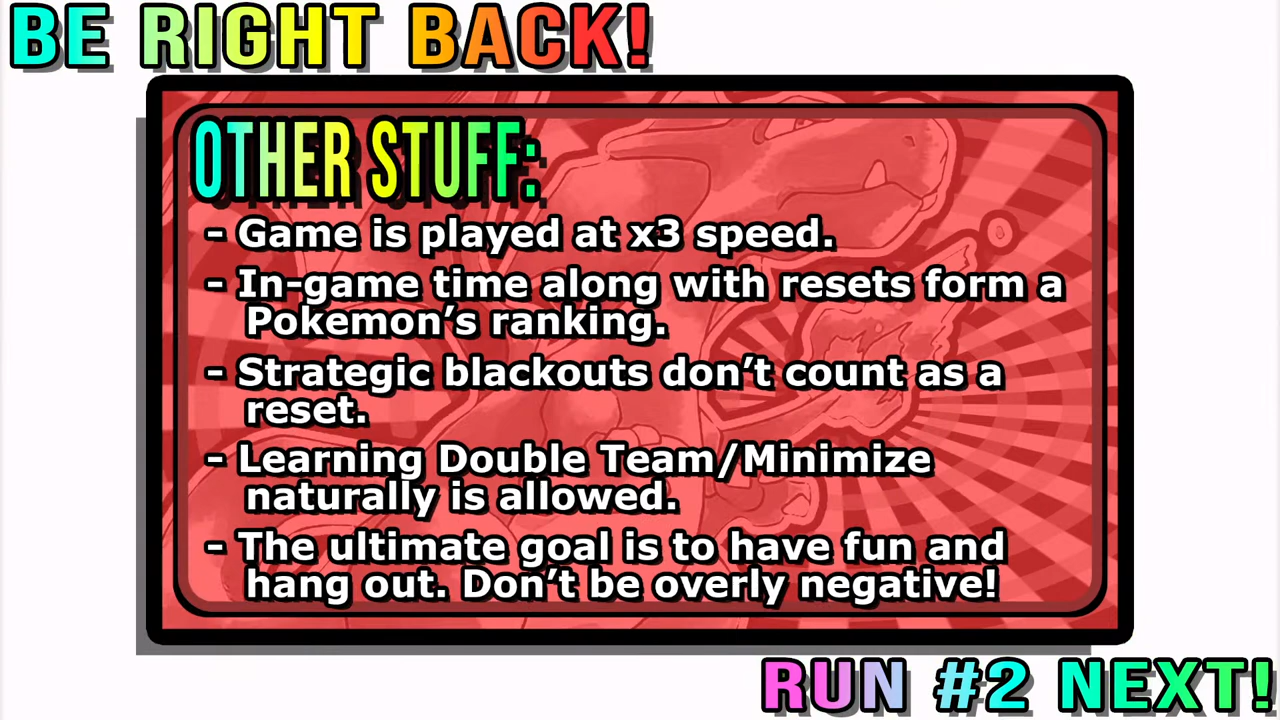 BE RIGHT BACK!
OTHER STUFF:
- Game is played at x3 speed.
- In-game time along with resets form a
Pokemon’s ranking.
- Strategic blackouts don’t count as a
reset.
- Learning Double Team/Minimize
naturally is allowed.
- The ultimate goal is to have fun and
hang out. Don’t be overly negative!
RUN #2 NEXT!